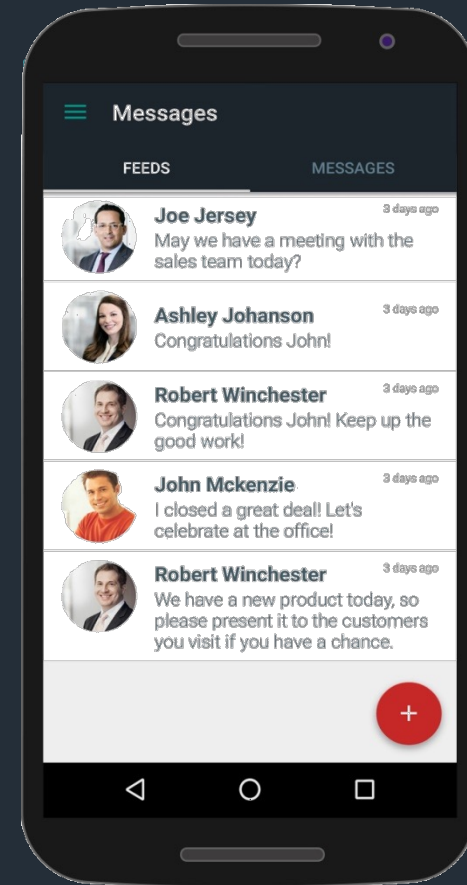 Messages
FEEDS
MESSAGES
Joe Jersey
3 days ago
May we have a meeting with the
sales team today?
Ashley Johanson
3 days ago
Congratulations John!
Robert Winchester
3 days ago
Congratulations John! Keep up the
good work!
John Mckenzie
3 days ago
I closed a great deal! Let's
celebrate at the office!
Robert Winchester
3 days ago
We have a new product today, so
please present it to the customers
you visit if you have a chance.
+